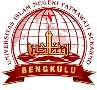 UNIVERSITAS ISLAM NEGERI FATMAWATI SUKARNO
BENGKULU